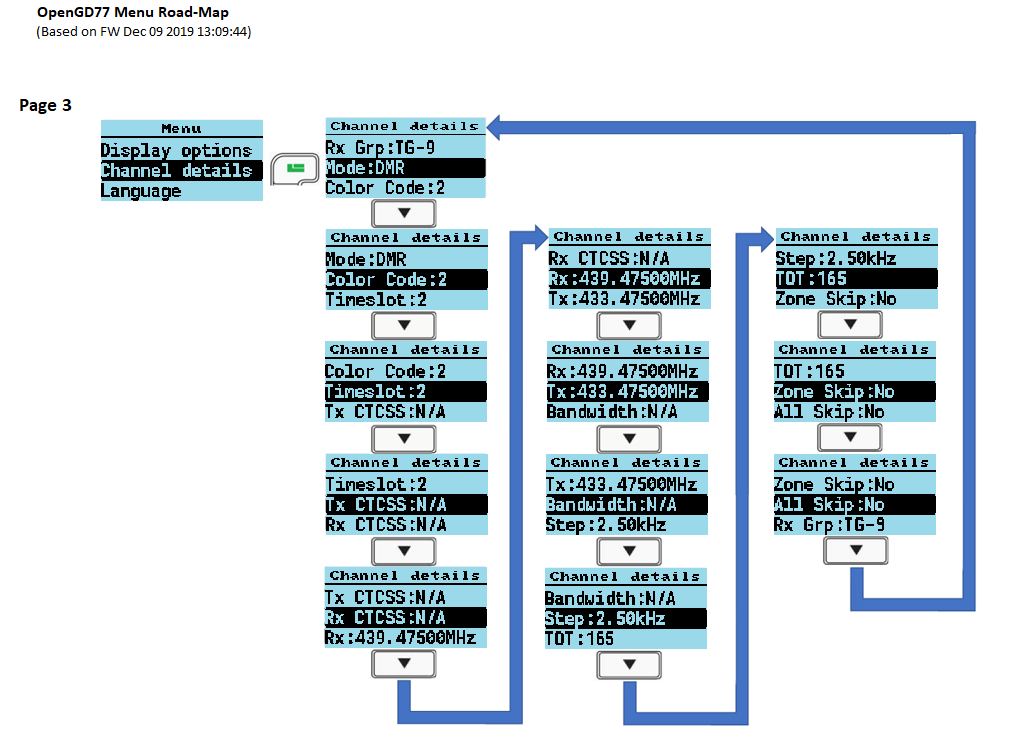 OpenGD77 Menu Road-Map
(Based on FW Dec 09 2019 13:09:44)
Page 3
Menu
Display options
Channel details
Language
Channel details
Rx Grp:TG-9
Mode:DMR
Color Code:2
Channel details
Mode:DMR
Color Code:2
Timeslot:2
Channel details
Color Code:2
Timeslot:2
Tx CTCSS:N/A
Channel details
Timeslot:2
Tx CTCSS:N/A
Rx CTCSS:N/A
Channel details
Tx CTCSS:N/A
Rx CTCSS:N/A
Rx:439.47500MHz
Channel details
Rx CTCSS:N/A
Rx:439.47500MHz
Tx:433.47500MHz
Channel details
Rx:439.47500MHz
Tx:433.47500MHz
Bandwidth:N/A
Channel details
Tx:433.47500MHz
Bandwidth:N/A
Step:2.50kHz
Channel details
Bandwidth:N/A
Step:2.50kHz
TOT:165
Channel details
Step:2.50kHz
TOT:165
Zone Skip:No
Channel details
TOT:165
Zone Skip:No
All Skip:No
Channel details
Zone Skip:No
All Skip:No
Rx Grp:TG-9